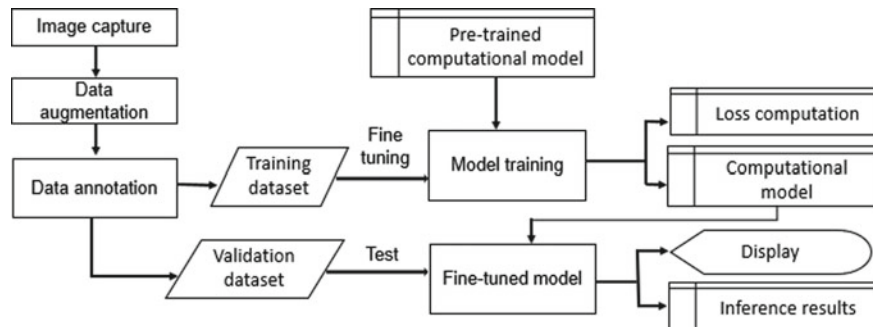 Image capture
Data
augmentation
Data annotation
Training
dataset
Fine
tuning
Pre-trained
computational model
Model training
Loss computation
Computational
model
Validation
dataset
Test
Fine-tuned model
Display
Inference results